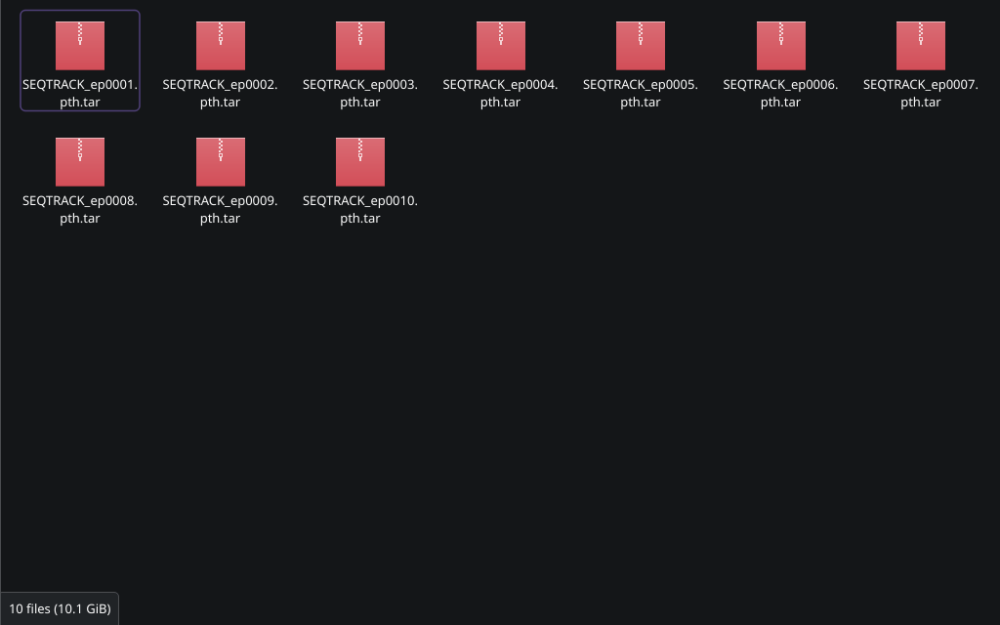 SEQTRACK_ep0001.
pth.tar
SEQTRACK_ep0002.
pth.tar
SEQTRACK_ep0003.
pth.tar
SEQTRACK_ep0004.
pth.tar
SEQTRACK_ep0005.
pth.tar
SEQTRACK_ep0006.
pth.tar
SEQTRACK_ep0007.
pth.tar
SEQTRACK_ep0008.
pth.tar
SEQTRACK_ep0009.
pth.tar
SEQTRACK_ep0010.
pth.tar
10 files (10.1 GiB)